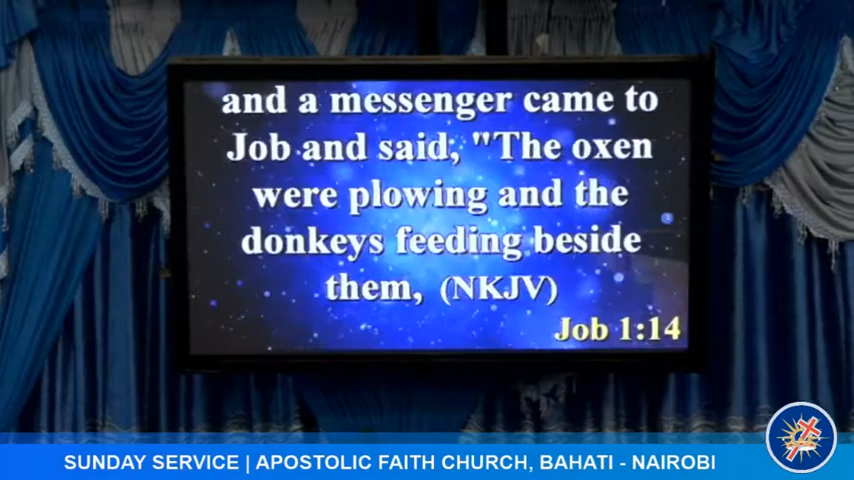 and a messenger came to
Job and said, "The oxen
were plowing and the
donkeys feeding beside
them, (NKJV)
Job 1:14
SUNDAY SERVICE | APOSTOLIC FAITH CHURCH, BAHATI - NAIROBI